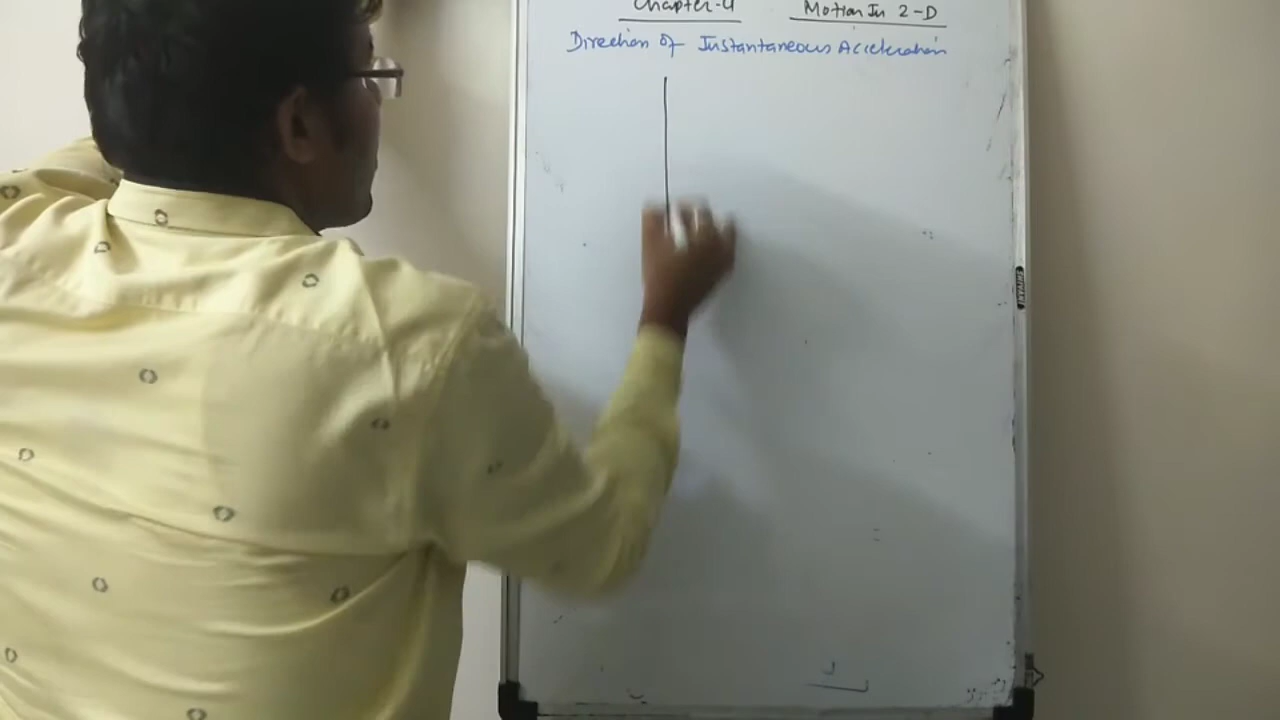 Chapter-4 Motion In 2-D
Direction of Instantaneous Acceleration